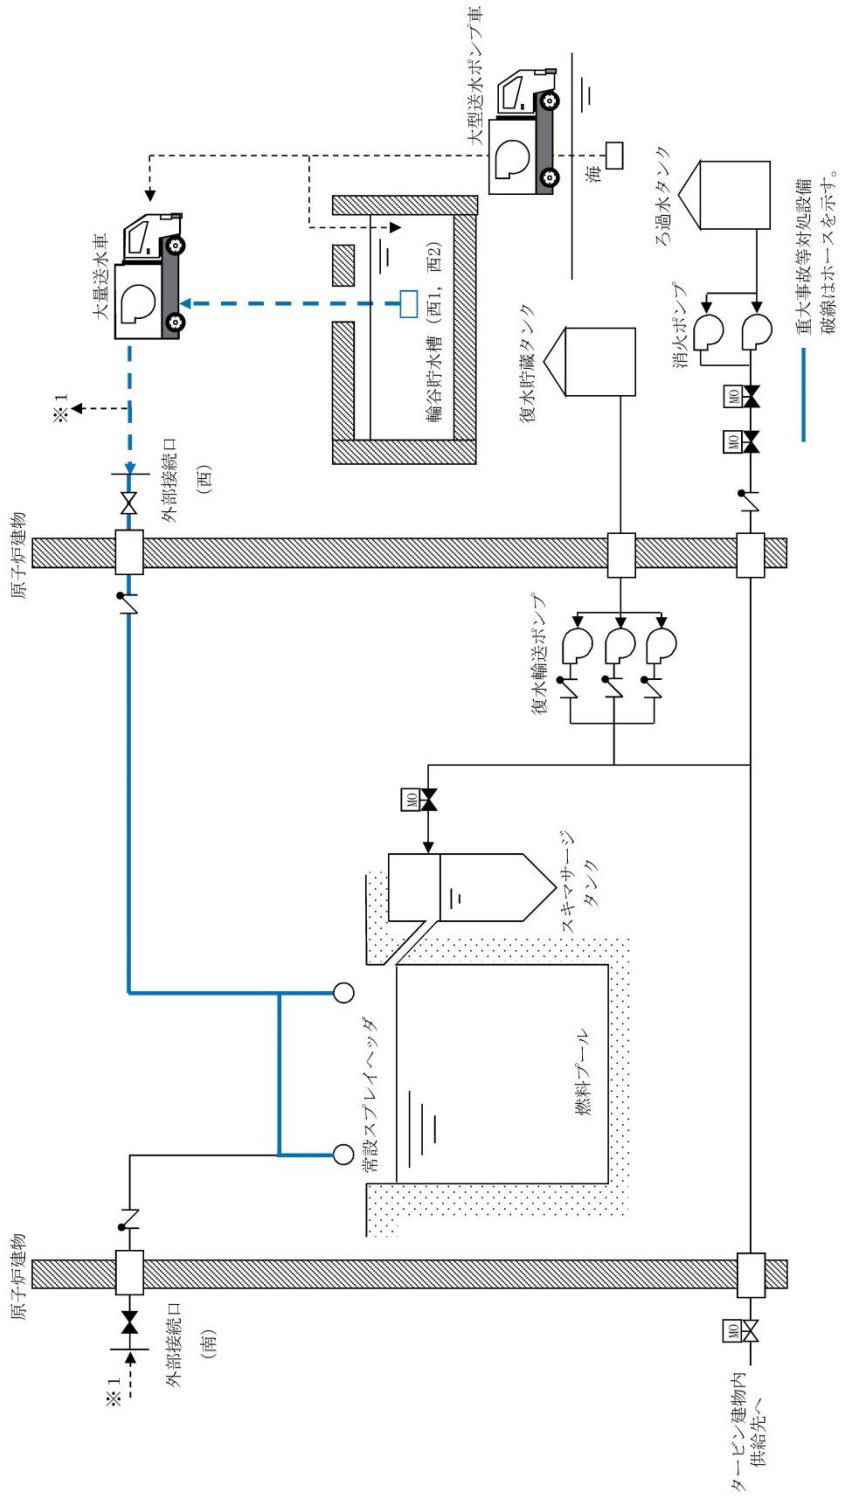 原子炉建物
原子炉建物
※1
外部接続口
(南)
※1
外部接続口
(西)
大量送水車
大型送水ポンプ車
海
輪谷貯水槽(西1, 西2)
常設スプレイヘッダ
燃料プール
スキマサージ
タンク
MO
復水輸送ポンプ
復水貯蔵タンク
消火ポンプ
ろ過水タンク
MO
MO
MO
タービン建物内
供給先へ
重大事故等対処設備
破線はホースを示す。